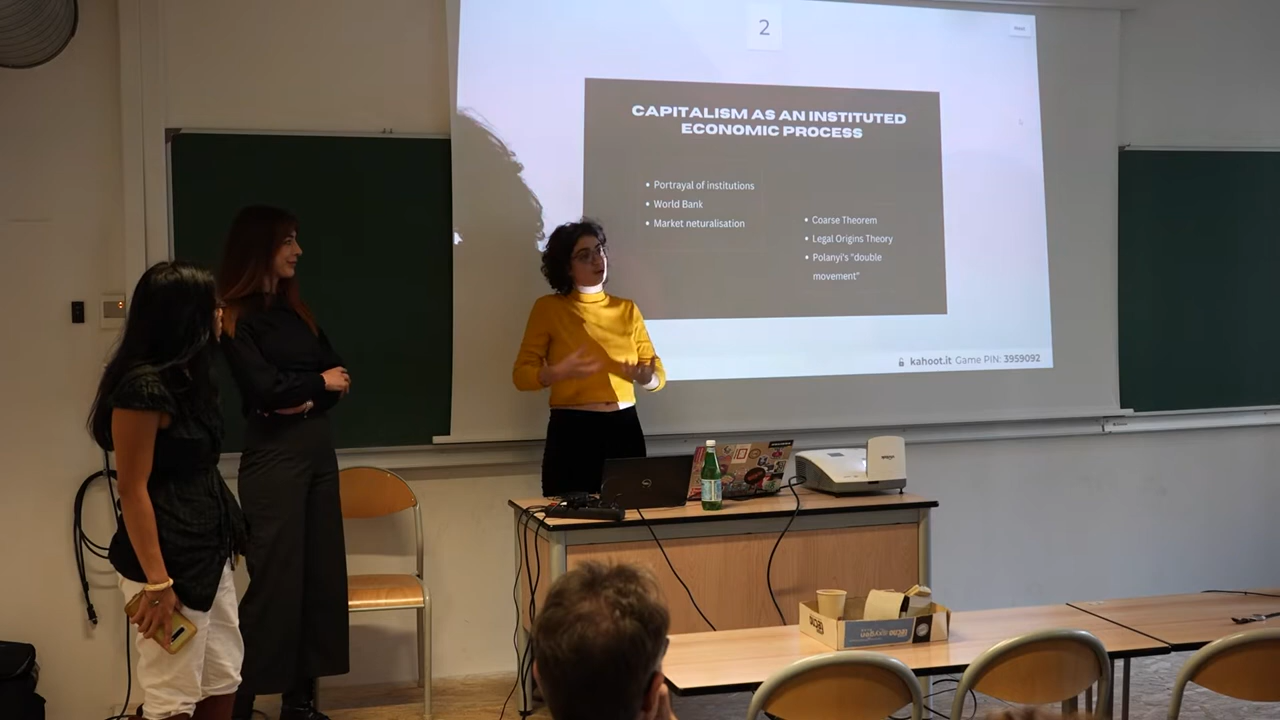 2
CAPITALISM AS AN INSTITUTED
ECONOMIC PROCESS
• Portrayal of institutions
• World Bank
• Market neturalisation
• Coarse Theorem
• Legal Origins Theory
• Polanyi's "double
movement"
kahoot.it Game PIN: 3959092